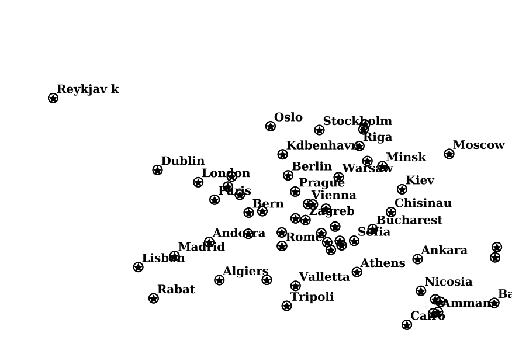 Reykjav k
Oslo
Stockholm
Riga
Kdbenhavn
Moscow
Dublin
London
Berlin
Warsaw
Minsk
Prague
Kiev
Paris
Vienna
Bern
Zagreb
Chisinau
Bucharest
Andorra
Rome
Sofia
Madrid
Lisbon
Ankara
Athens
Algiers
Valletta
Nicosia
Rabat
Tripoli
Amman
Ba
Cairo